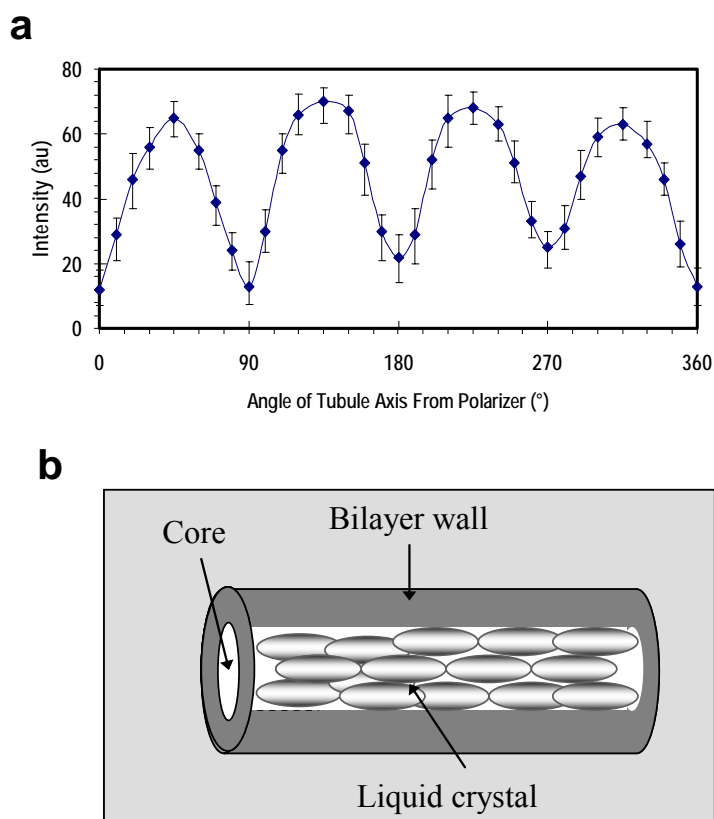 a
80
60
40
20
0
Intensity (au)
0 90 180 270 360
Angle of Tubule Axis From Polarizer (°)
b
Core
Bilayer wall
Liquid crystal